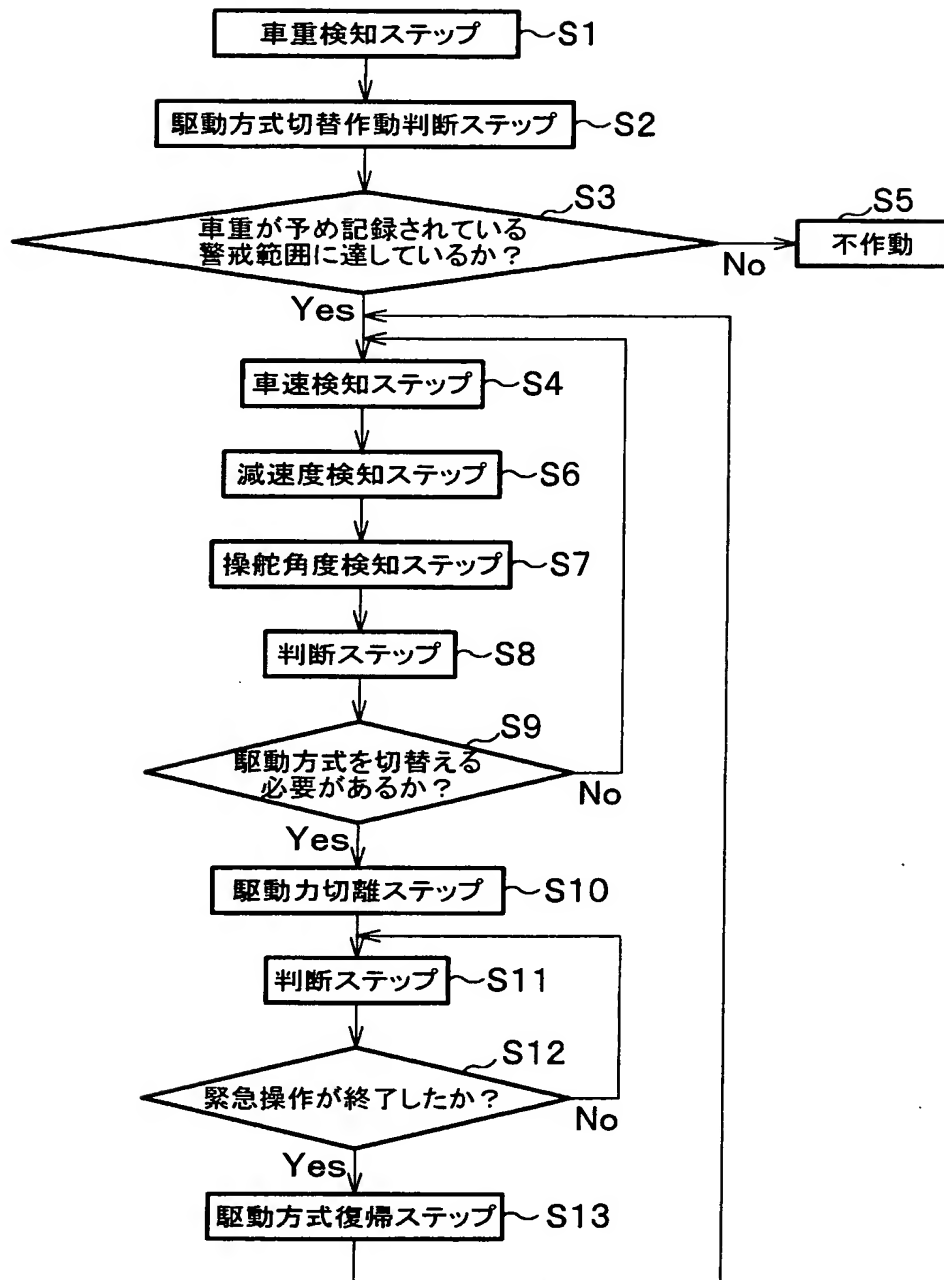 車重検知ステップ
S1
駆動方式切替作動判断ステップ
S2
S3
車重が予め記録されている
警戒範囲に達しているか?
No
S5
不作動
Yes
車速検知ステップ
S4
減速度検知ステップ
S6
操舵角度検知ステップ
S7
判断ステップ
S8
S9
駆動方式を切替える
必要があるか?
No
Yes
駆動力切離ステップ
S10
判断ステップ
S11
S12
緊急操作が終了したか?
No
Yes
駆動方式復帰ステップ
S13